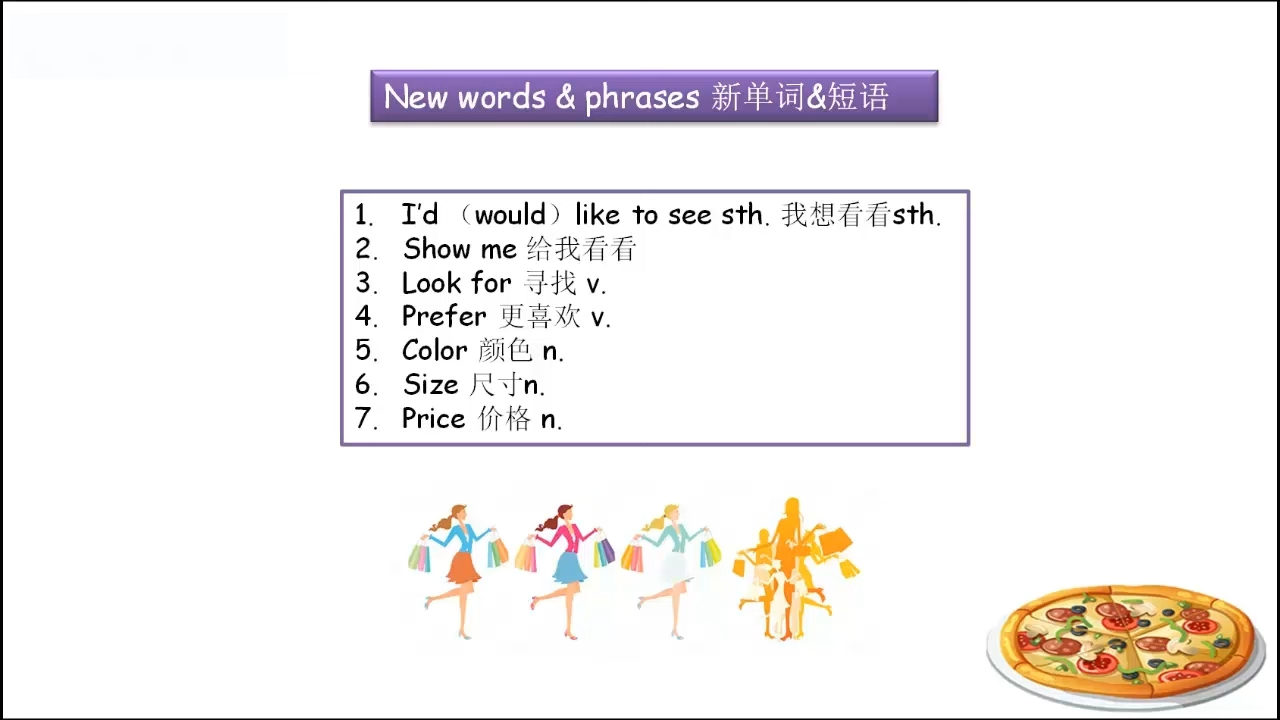 New words & phrases 新单词&短语
1. I'd （would）like to see sth. 我想看看sth.
2. Show me 给我看看
3. Look for 寻找 v.
4. Prefer 更喜欢 v.
5. Color 颜色 n.
6. Size 尺寸n.
7. Price 价格 n.